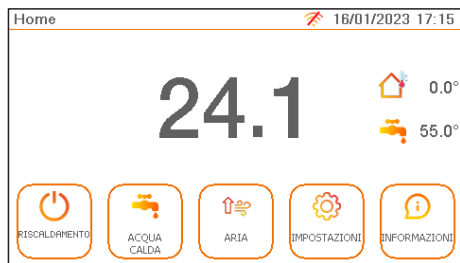 Home 16/01/2023 17:15
24.1
0.0°
55.0°
RISCALDAMENTO
ACQUA
CALDA
ARIA
IMPOSTAZIONI
INFORMAZIONI